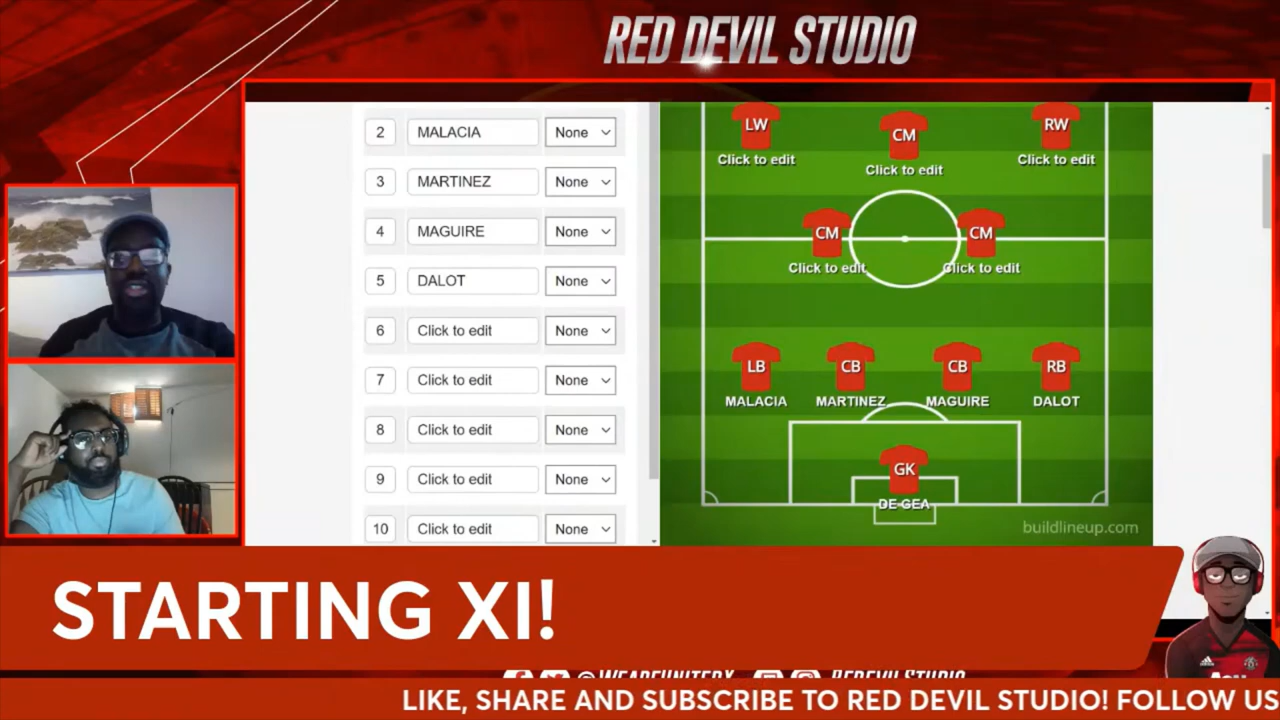 RED DEVIL STUDIO
2 MALACIA None
3 MARTINEZ None
4 MAGUIRE None
5 DALOT None
6 Click to edit None
7 Click to edit None
8 Click to edit None
9 Click to edit None
10 Click to edit None
LW
CM
RW
Click to edit
Click to edit
Click to edit
CM
CM
Click to edit
Click to edit
LB
CB
CB
RB
MALACIA
MARTINEZ
MAGUIRE
DALOT
GK
DE GEA
buildlineup.com
STARTING XI!
REDDEVILSTUDIO
LIKE, SHARE AND SUBSCRIBE TO RED DEVIL STUDIO! FOLLOW US